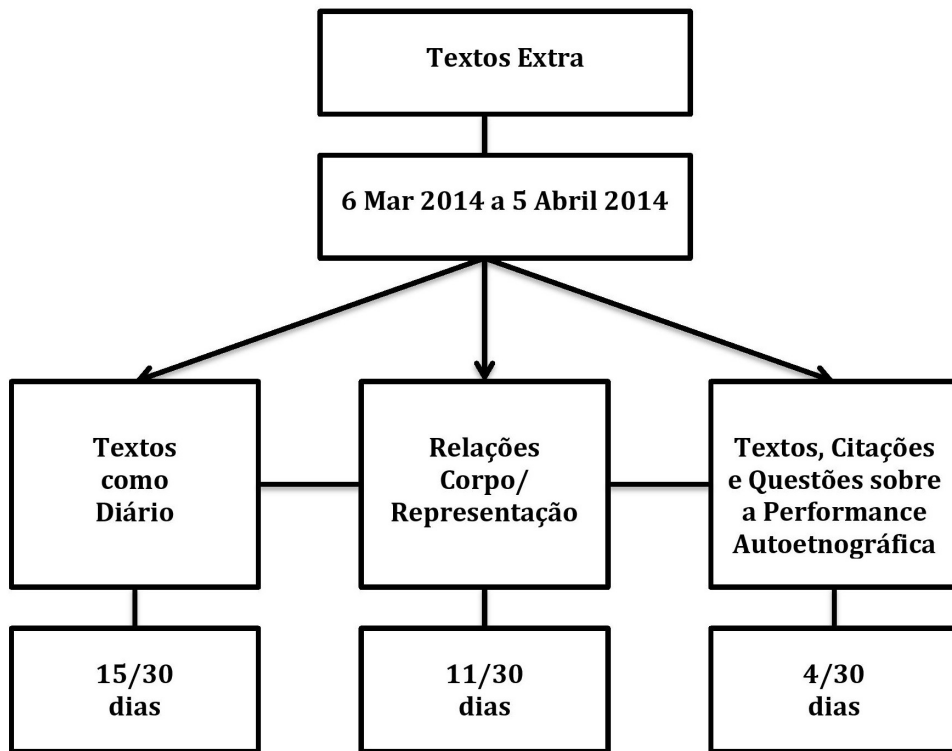 Textos Extra
6 Mar 2014 a 5 Abril 2014
Textos
como
Diário
Relações
Corpo/
Representação
Textos, Citações
e Questões sobre
a Performance
Autoetnográfica
15/30
dias
11/30
dias
4/30
dias